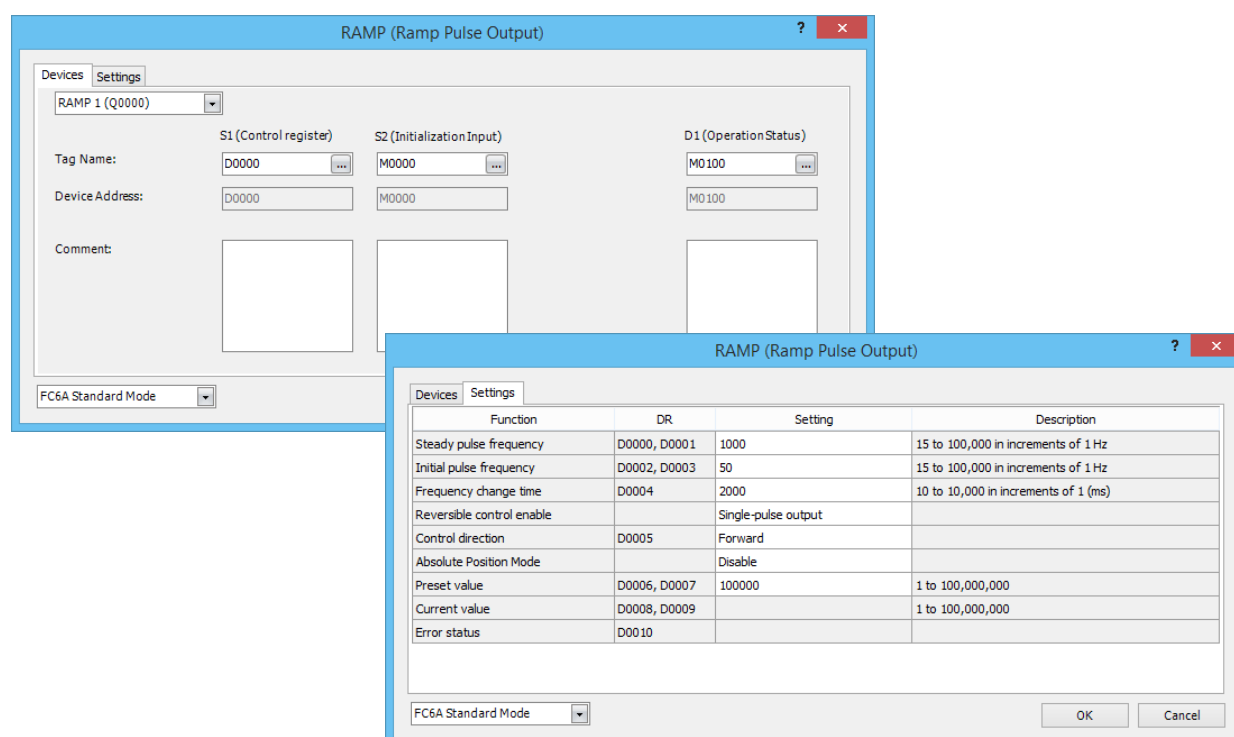 RAMP (Ramp Pulse Output) ? ×
Devices Settings
RAMP 1 (Q0000)
S1 (Control register) S2 (Initialization Input) D1 (Operation Status)
Tag Name: D0000 ... M0000 ... M0100 ...
Device Address: D0000 M0000 M0100
Comment:
FC6A Standard Mode
RAMP (Ramp Pulse Output) ? ×
Devices Settings
Function DR Setting Description
Steady pulse frequency D0000, D0001 1000 15 to 100,000 in increments of 1 Hz
Initial pulse frequency D0002, D0003 50 15 to 100,000 in increments of 1 Hz
Frequency change time D0004 2000 10 to 10,000 in increments of 1 (ms)
Reversible control enable Single-pulse output
Control direction D0005 Forward
Absolute Position Mode Disable
Preset value D0006, D0007 100000 1 to 100,000,000
Current value D0008, D0009 1 to 100,000,000
Error status D0010
FC6A Standard Mode OK Cancel